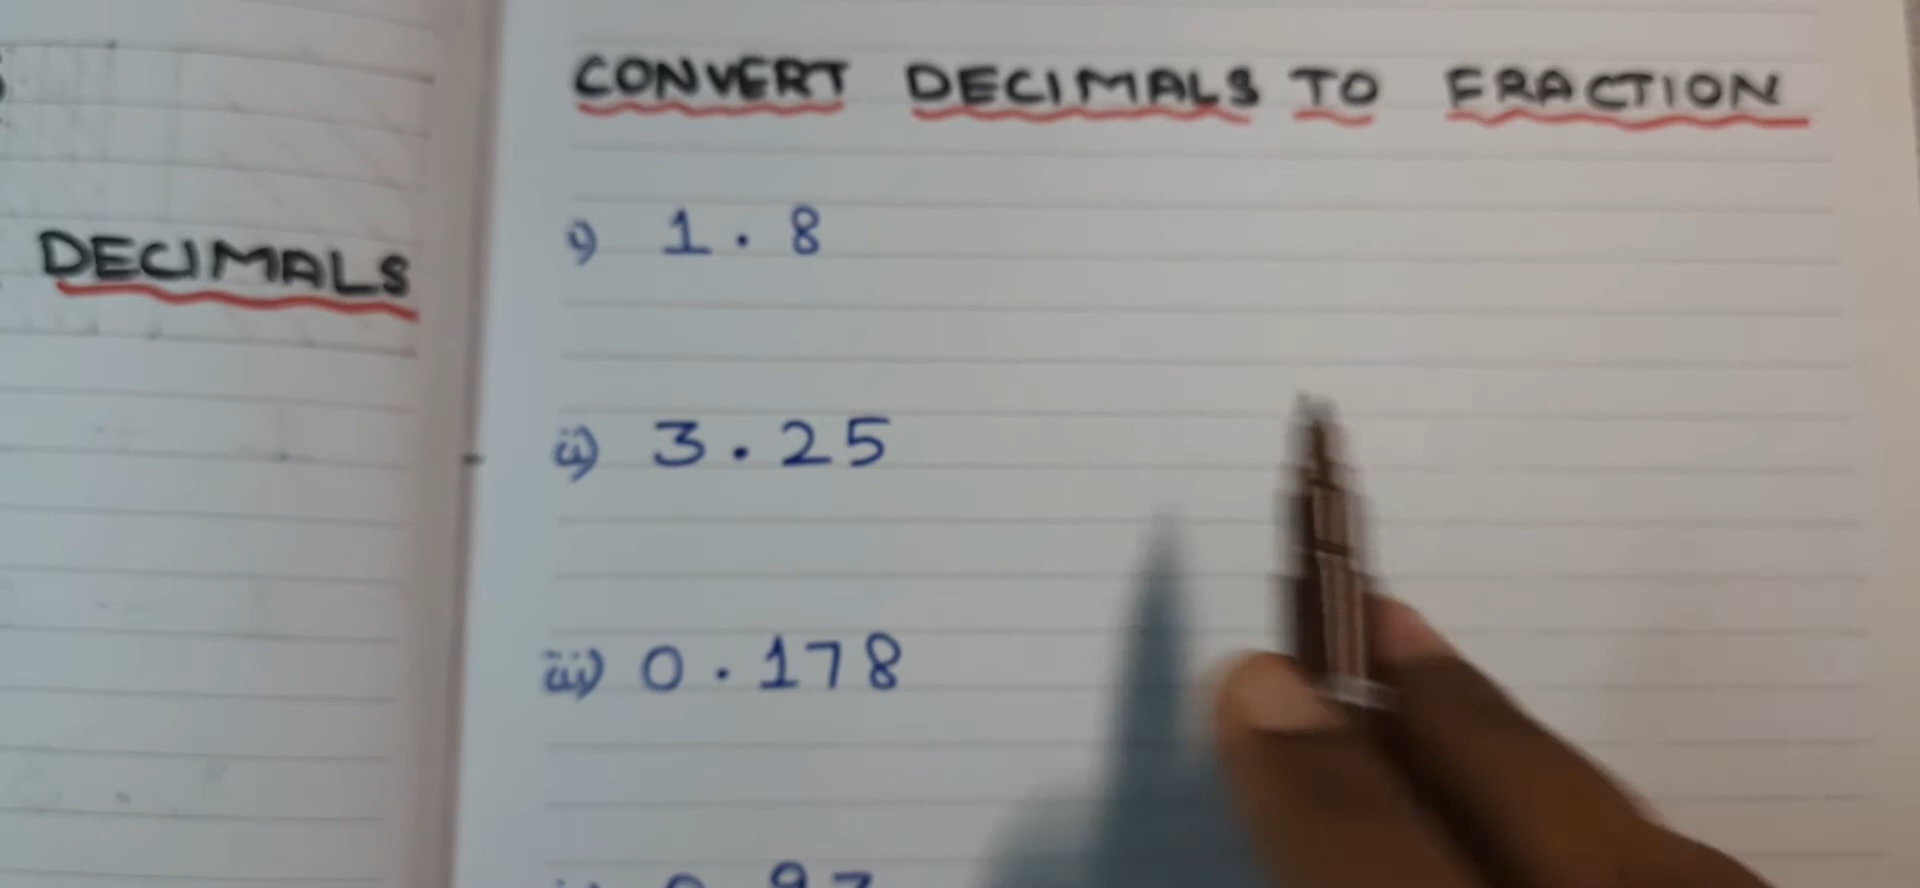 CONVERT DECIMALS TO FRACTION
DECIMALS
i) 1.8
ii) 3.25
iii) 0.178